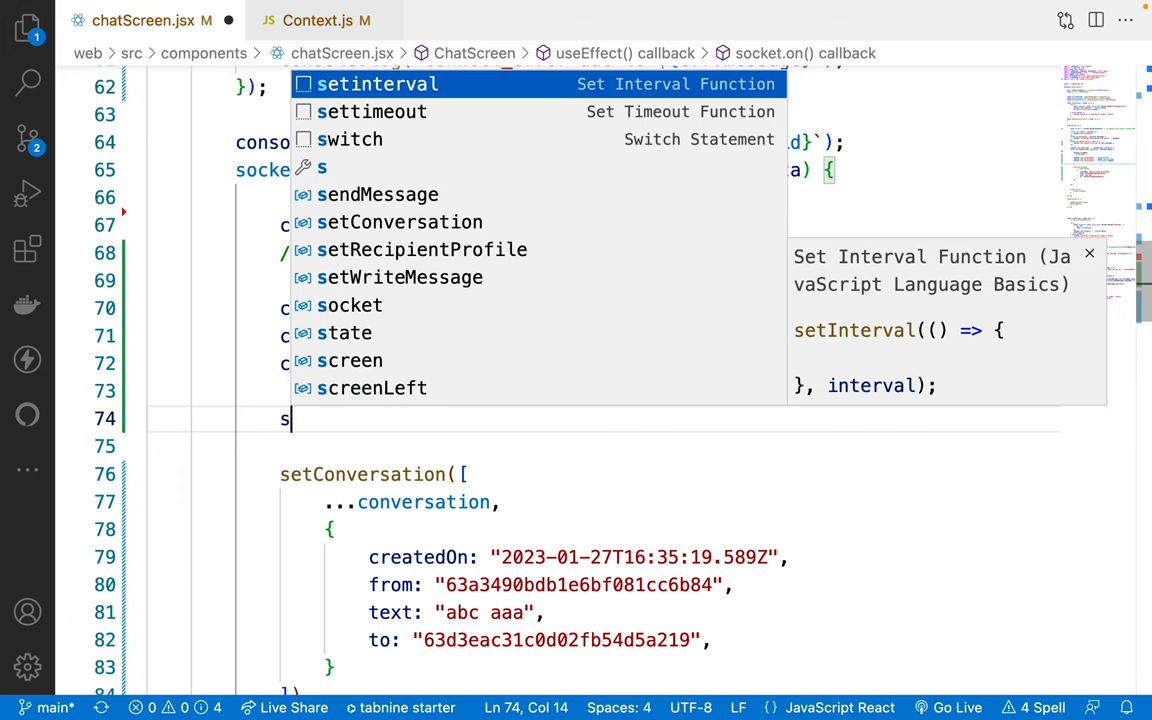 chatScreen.jsx M
JS Context.js M
web > src > components > chatScreen.jsx > ChatScreen > useEffect() callback > socket.on() callback
62 });
63
64 conso d}`);
65 socke a) {
66
67 c
68 /
69
70 c
71 c
72 c
73
74 s
75
76 setConversation([
77 ...conversation,
78 {
79 createdOn: "2023-01-27T16:35:19.589Z",
80 from: "63a3490bdb1e6bf081cc6b84",
81 text: "abc aaa",
82 to: "63d3eac31c0d02fb54d5a219",
83 }
setinterval Set Interval Function
settimeout Set Timeout Function
switch Switch Statement
s
sendMessage
setConversation
setRecipientProfile
setWriteMessage
socket
state
screen
screenLeft
Set Interval Function (Ja
vaScript Language Basics)
setInterval(() => {
}, interval);
1
2
main* 0 0 4 Live Share tabnine starter Ln 74, Col 14 Spaces: 4 UTF-8 LF {} JavaScript React Go Live 4 Spell